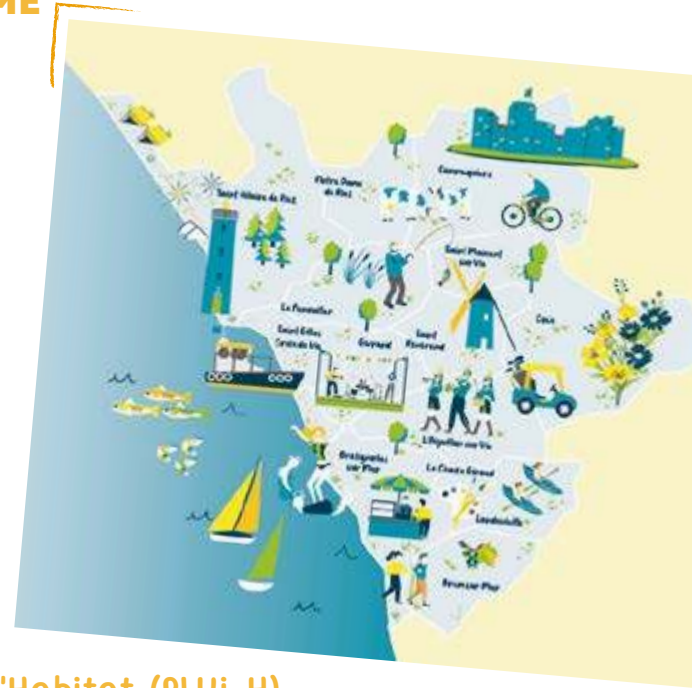 ME
Commequiers
Notre Dame
de Riez
Saint Hilaire de Riez
Saint Maixent
sur Vie
Le Fenouiller
Coëx
Saint Gilles
Croix de Vie
Givrand
Saint
Révérend
L'Aiguillon sur Vie
Bretignolles
sur Mer
La Chaize Giraud
Landevieille
Brem sur Mer
l'Habitat (PLUi-H)